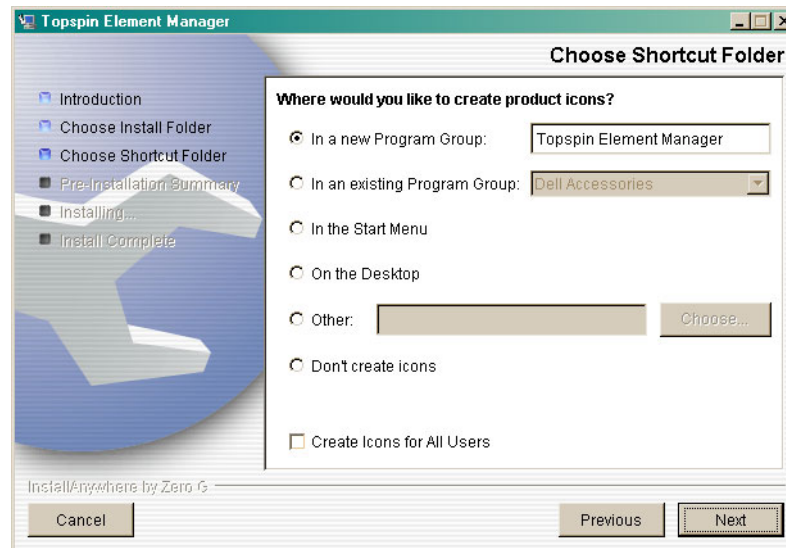 Topspin Element Manager
Choose Shortcut Folder
Introduction
Choose Install Folder
Choose Shortcut Folder
Pre-Installation Summary
Installing...
Install Complete
Where would you like to create product icons?
In a new Program Group: Topspin Element Manager
In an existing Program Group: Dell Accessories
In the Start Menu
On the Desktop
Other: Choose...
Don't create icons
Create Icons for All Users
InstallAnywhere by Zero G
Cancel Previous Next